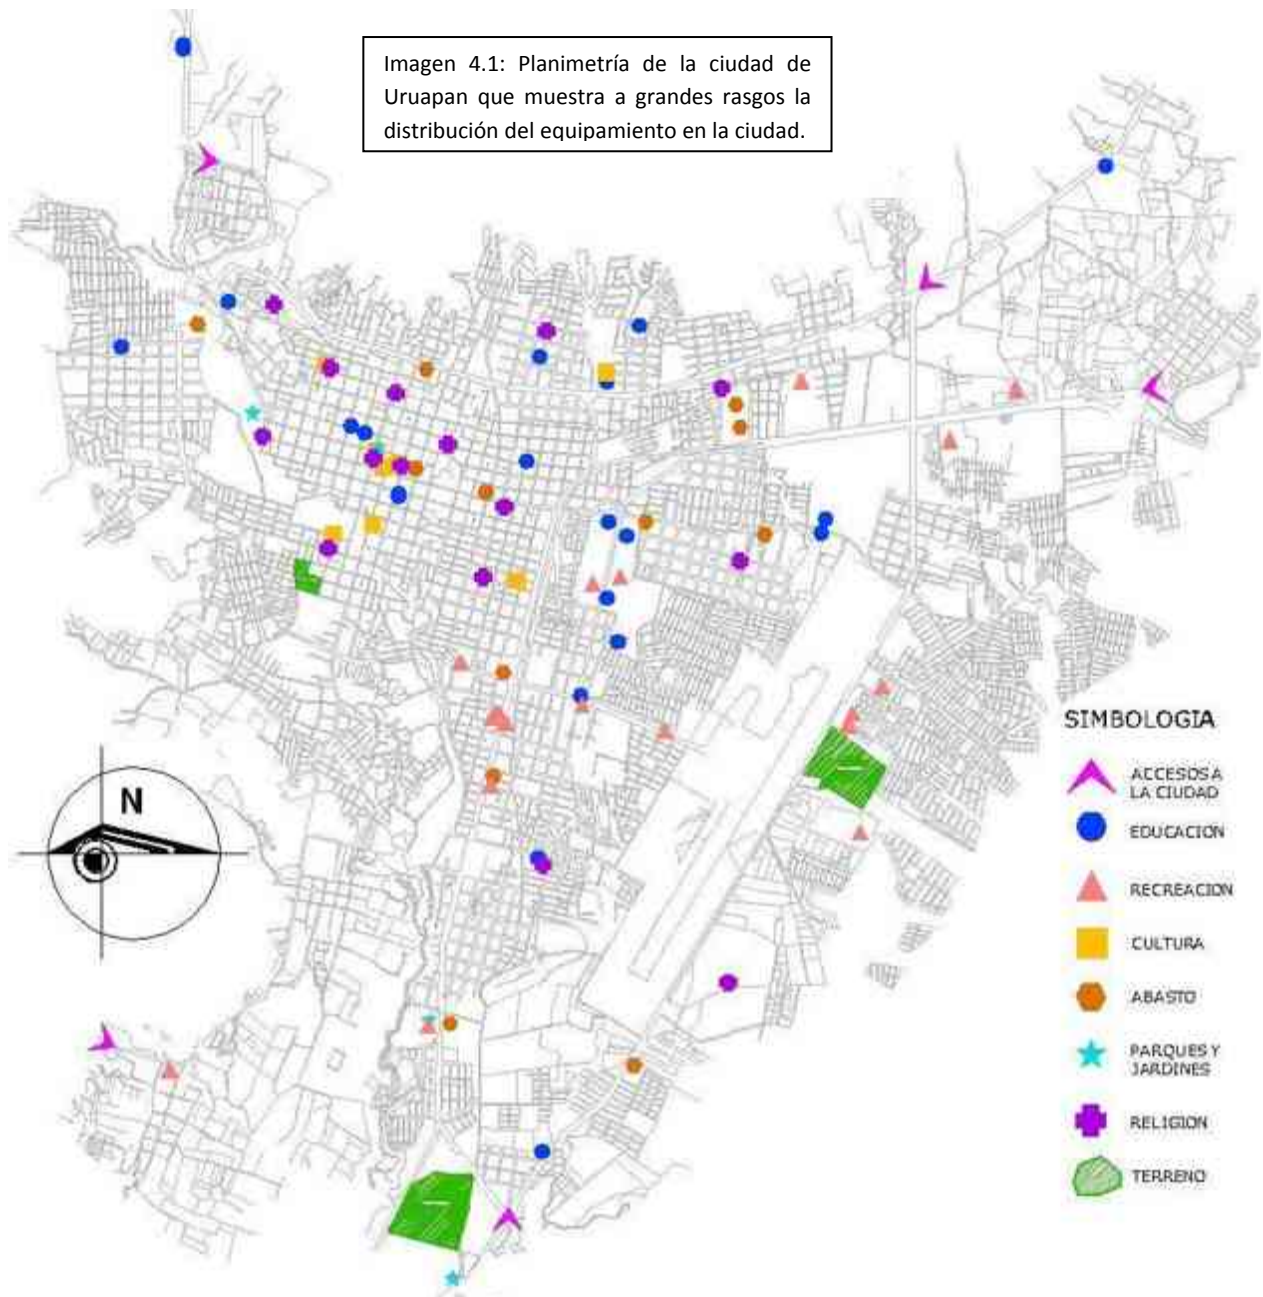 Imagen 4.1: Planimetría de la ciudad de
Uruapan que muestra a grandes rasgos la
distribución del equipamiento en la ciudad.
N
SIMBOLOGIA
ACCESOS A
LA CIUDAD
EDUCACION
RECREACION
CULTURA
ABASTO
PARQUES Y
JARDINES
RELIGION
TERRENO